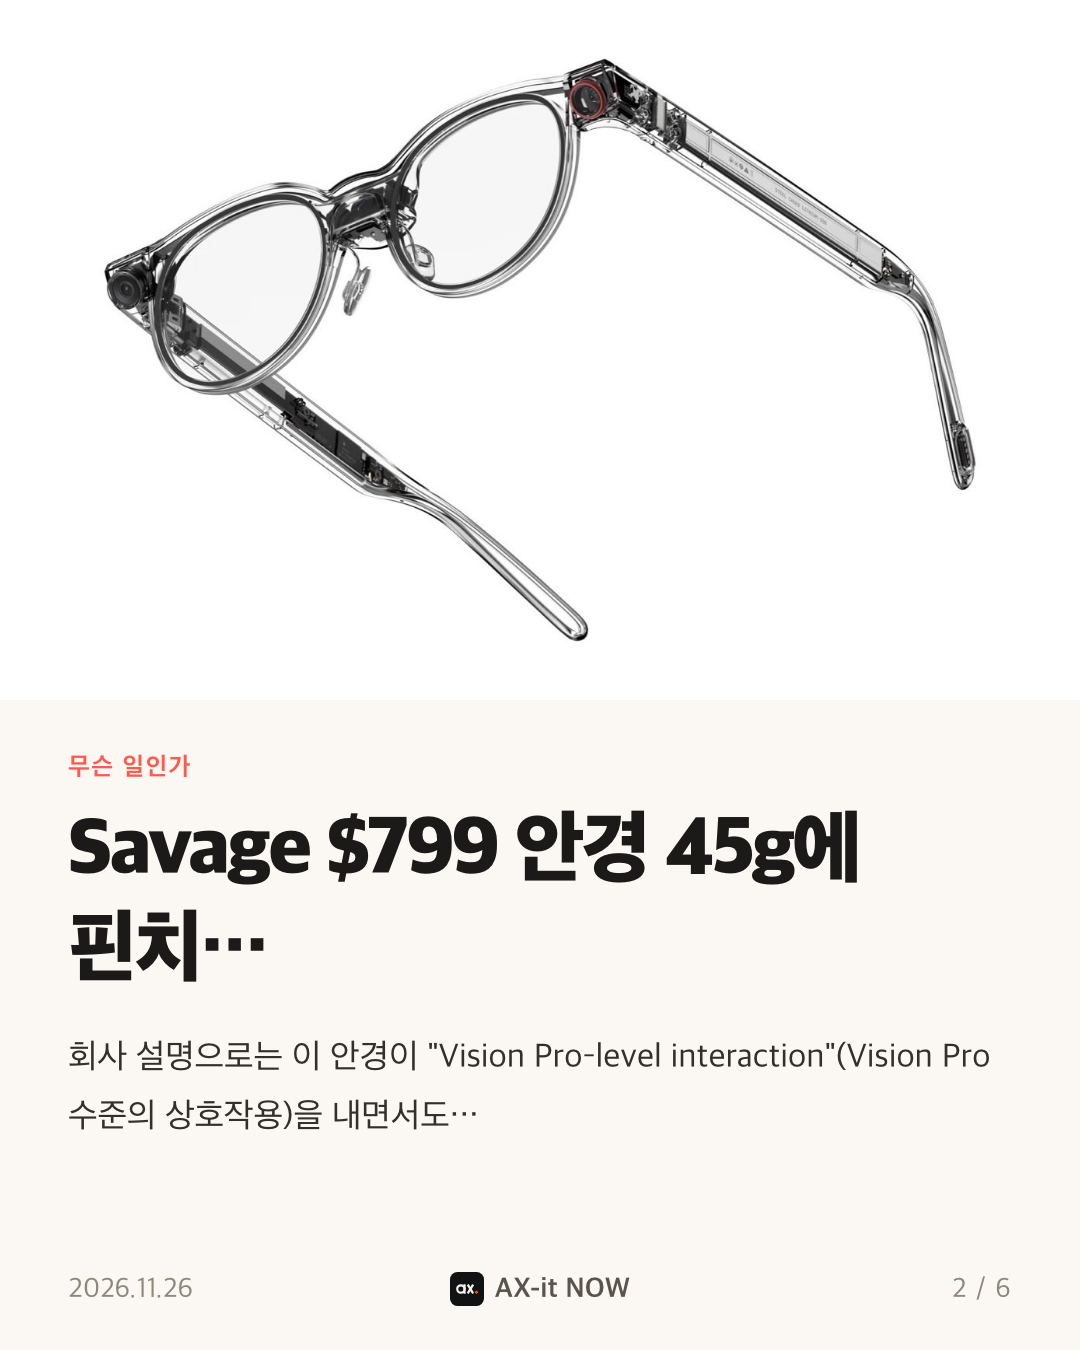 무슨 일인가
Savage $799 안경 45g에
핀치…
회사 설명으로는 이 안경이 "Vision Pro-level interaction"(Vision Pro
수준의 상호작용)을 내면서도…
2026.11.26
ax.
AX-it NOW
2 / 6